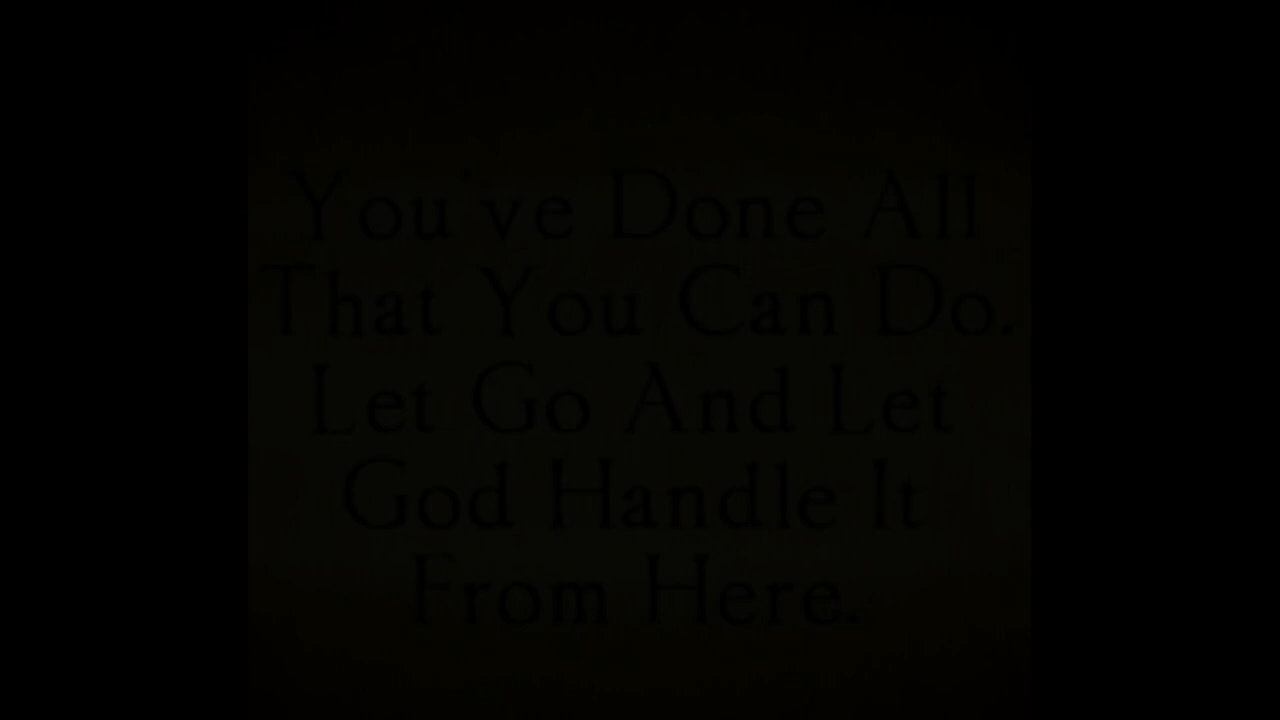 You've Done All
That You Can Do.
Let Go And Let
God Handle It
From Here.